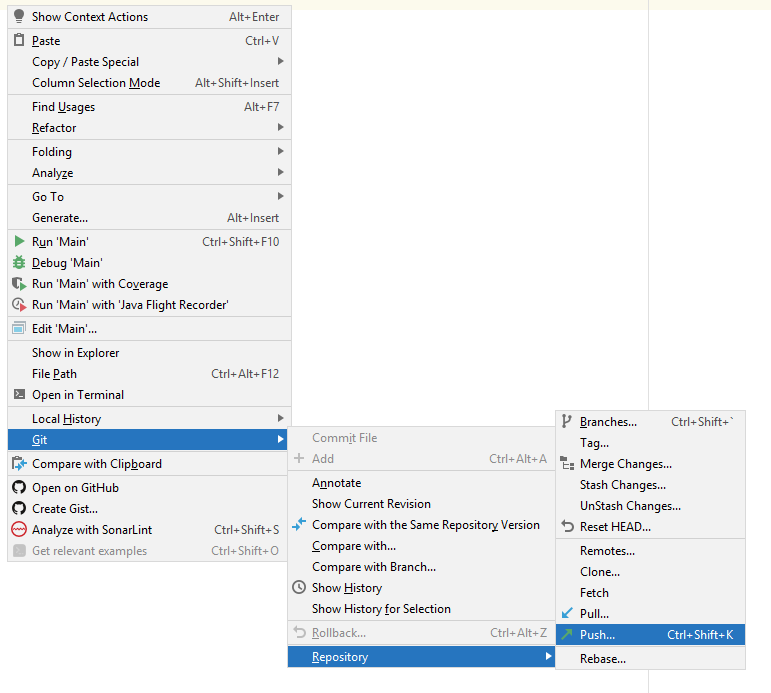 Show Context Actions Alt+Enter
Paste Ctrl+V
Copy / Paste Special
Column Selection Mode Alt+Shift+Insert
Find Usages Alt+F7
Refactor
Folding
Analyze
Go To
Generate... Alt+Insert
Run 'Main' Ctrl+Shift+F10
Debug 'Main'
Run 'Main' with Coverage
Run 'Main' with 'Java Flight Recorder'
Edit 'Main'...
Show in Explorer
File Path Ctrl+Alt+F12
Open in Terminal
Local History
Git
Compare with Clipboard
Open on GitHub
Create Gist...
Analyze with SonarLint Ctrl+Shift+S
Get relevant examples Ctrl+Shift+O
Commit File
Add Ctrl+Alt+A
Annotate
Show Current Revision
Compare with the Same Repository Version
Compare with...
Compare with Branch...
Show History
Show History for Selection
Rollback... Ctrl+Alt+Z
Repository
Branches... Ctrl+Shift+`
Tag...
Merge Changes...
Stash Changes...
UnStash Changes...
Reset HEAD...
Remotes...
Clone...
Fetch
Pull...
Push... Ctrl+Shift+K
Rebase...